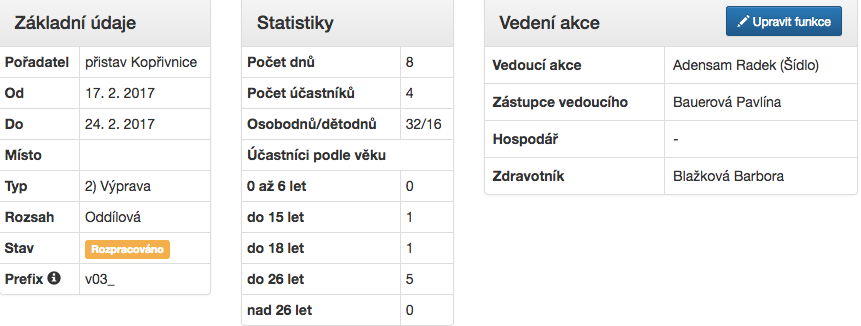 Základní údaje
Pořadatel přístav Kopřivnice
Od 17. 2. 2017
Do 24. 2. 2017
Místo
Typ 2) Výprava
Rozsah Oddílová
Stav Rozpracováno
Prefix v03_
Statistiky
Počet dnů 8
Počet účastníků 4
Osobodnů/dětodnů 32/16
Účastníci podle věku
0 až 6 let 0
do 15 let 1
do 18 let 1
do 26 let 5
nad 26 let 0
Vedení akce Upravit funkce
Vedoucí akce Adensam Radek (Šídlo)
Zástupce vedoucího Bauerová Pavlína
Hospodář -
Zdravotník Blažková Barbora